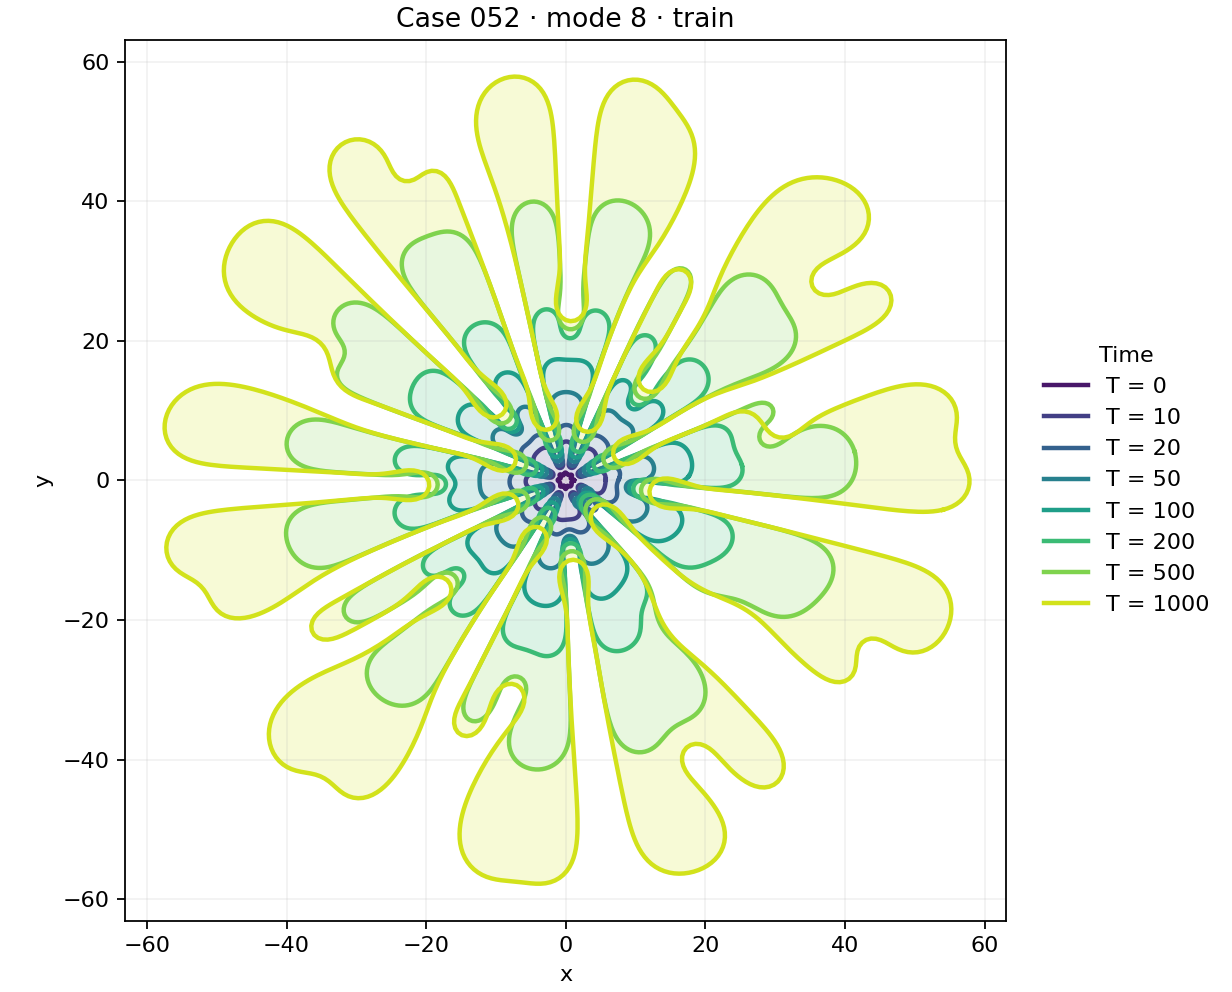 Case 052 · mode 8 · train
60
40
20
0
−20
−40
−60
y
−60 −40 −20 0 20 40 60
x
Time
T = 0
T = 10
T = 20
T = 50
T = 100
T = 200
T = 500
T = 1000